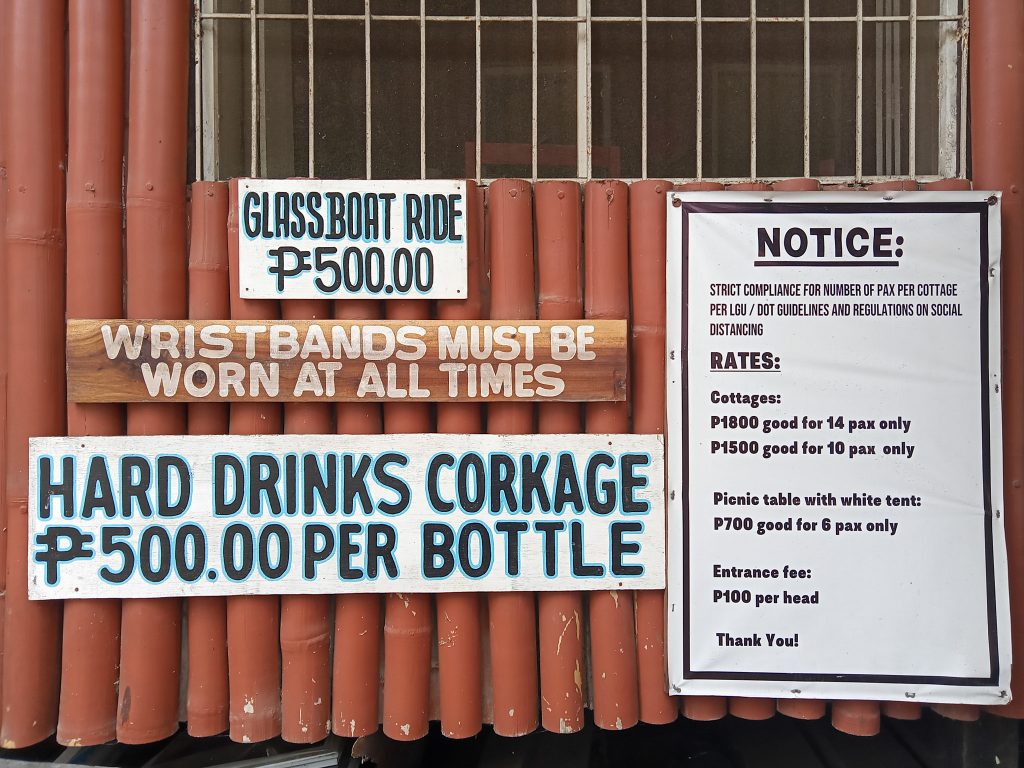 GLASSBOAT RIDE
₱500.00
WRISTBANDS MUST BE
WORN AT ALL TIMES
HARD DRINKS CORKAGE
₱500.00 PER BOTTLE
NOTICE:
STRICT COMPLIANCE FOR NUMBER OF PAX PER COTTAGE
PER LGU / DOT GUIDELINES AND REGULATIONS ON SOCIAL
DISTANCING
RATES:
Cottages:
P1800 good for 14 pax only
P1500 good for 10 pax only
Picnic table with white tent:
P700 good for 6 pax only
Entrance fee:
P100 per head
Thank You!